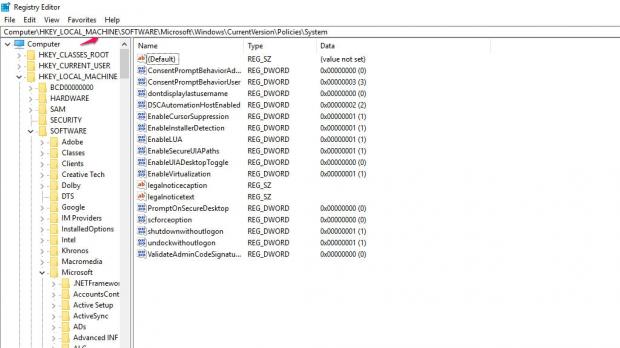 Registry Editor
File Edit View Favorites Help
Computer\HKEY_LOCAL_MACHINE\SOFTWARE\Microsoft\Windows\CurrentVersion\Policies\System
Computer
HKEY_CLASSES_ROOT
HKEY_CURRENT_USER
HKEY_LOCAL_MACHINE
BCD00000000
HARDWARE
SAM
SECURITY
SOFTWARE
Adobe
Classes
Clients
Creative Tech
Dolby
DTS
Google
IM Providers
InstalledOptions
Intel
Khronos
Macromedia
Microsoft
.NETFramework
AccountsCont
Active Setup
ActiveSync
ADs
Advanced INF
ALG
Name Type Data
(Default) REG_SZ (value not set)
ConsentPromptBehaviorAd... REG_DWORD 0x00000000 (0)
ConsentPromptBehaviorUser REG_DWORD 0x00000003 (3)
dontdisplaylastusername REG_DWORD 0x00000000 (0)
DSCAutomationHostEnabled REG_DWORD 0x00000002 (2)
EnableCursorSuppression REG_DWORD 0x00000001 (1)
EnableInstallerDetection REG_DWORD 0x00000001 (1)
EnableLUA REG_DWORD 0x00000001 (1)
EnableSecureUIAPaths REG_DWORD 0x00000001 (1)
EnableUIADesktopToggle REG_DWORD 0x00000000 (0)
EnableVirtualization REG_DWORD 0x00000001 (1)
legalnoticecaption REG_SZ
legalnoticetext REG_SZ
PromptOnSecureDesktop REG_DWORD 0x00000000 (0)
scforceoption REG_DWORD 0x00000000 (0)
shutdownwithoutlogon REG_DWORD 0x00000001 (1)
undockwithoutlogon REG_DWORD 0x00000001 (1)
ValidateAdminCodeSignatu... REG_DWORD 0x00000000 (0)